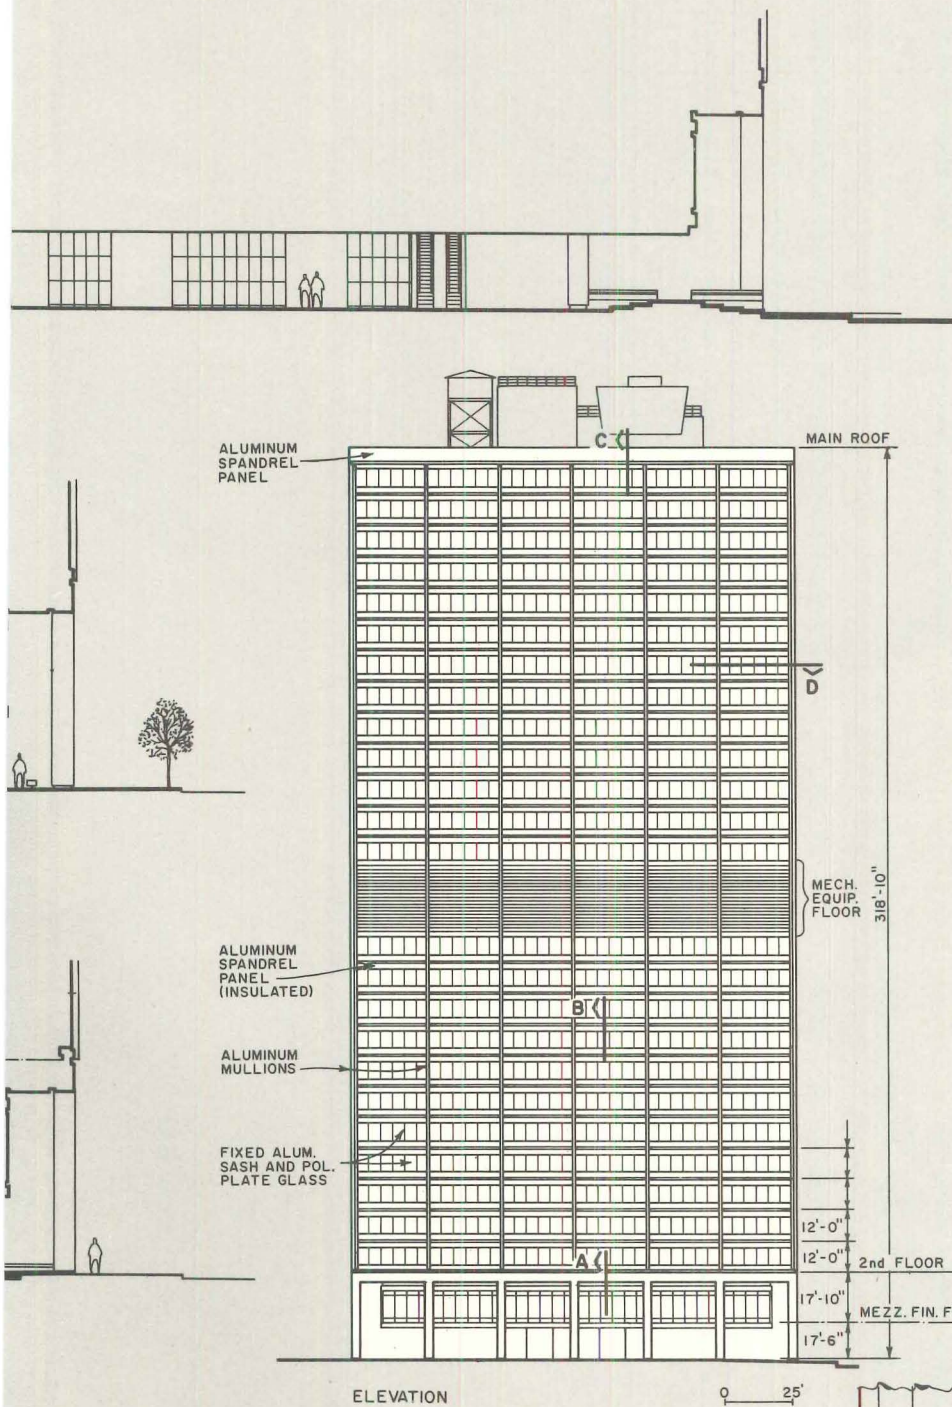 ALUMINUM
SPANDREL
PANEL
C
MAIN ROOF
D
MECH.
EQUIP.
FLOOR
318'-10"
ALUMINUM
SPANDREL
PANEL
(INSULATED)
B
ALUMINUM
MULLIONS
FIXED ALUM.
SASH AND POL.
PLATE GLASS
12'-0"
12'-0"
A
2nd FLOOR
17'-10"
MEZZ. FIN. F
17'-6"
ELEVATION
0 25'